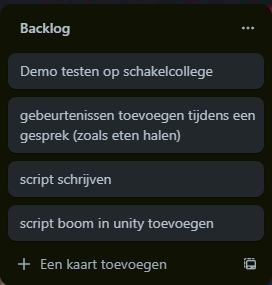 Backlog
Demo testen op schakelcollege
gebeurtenissen toevoegen tijdens een
gesprek (zoals eten halen)
script schrijven
script boom in unity toevoegen
Een kaart toevoegen